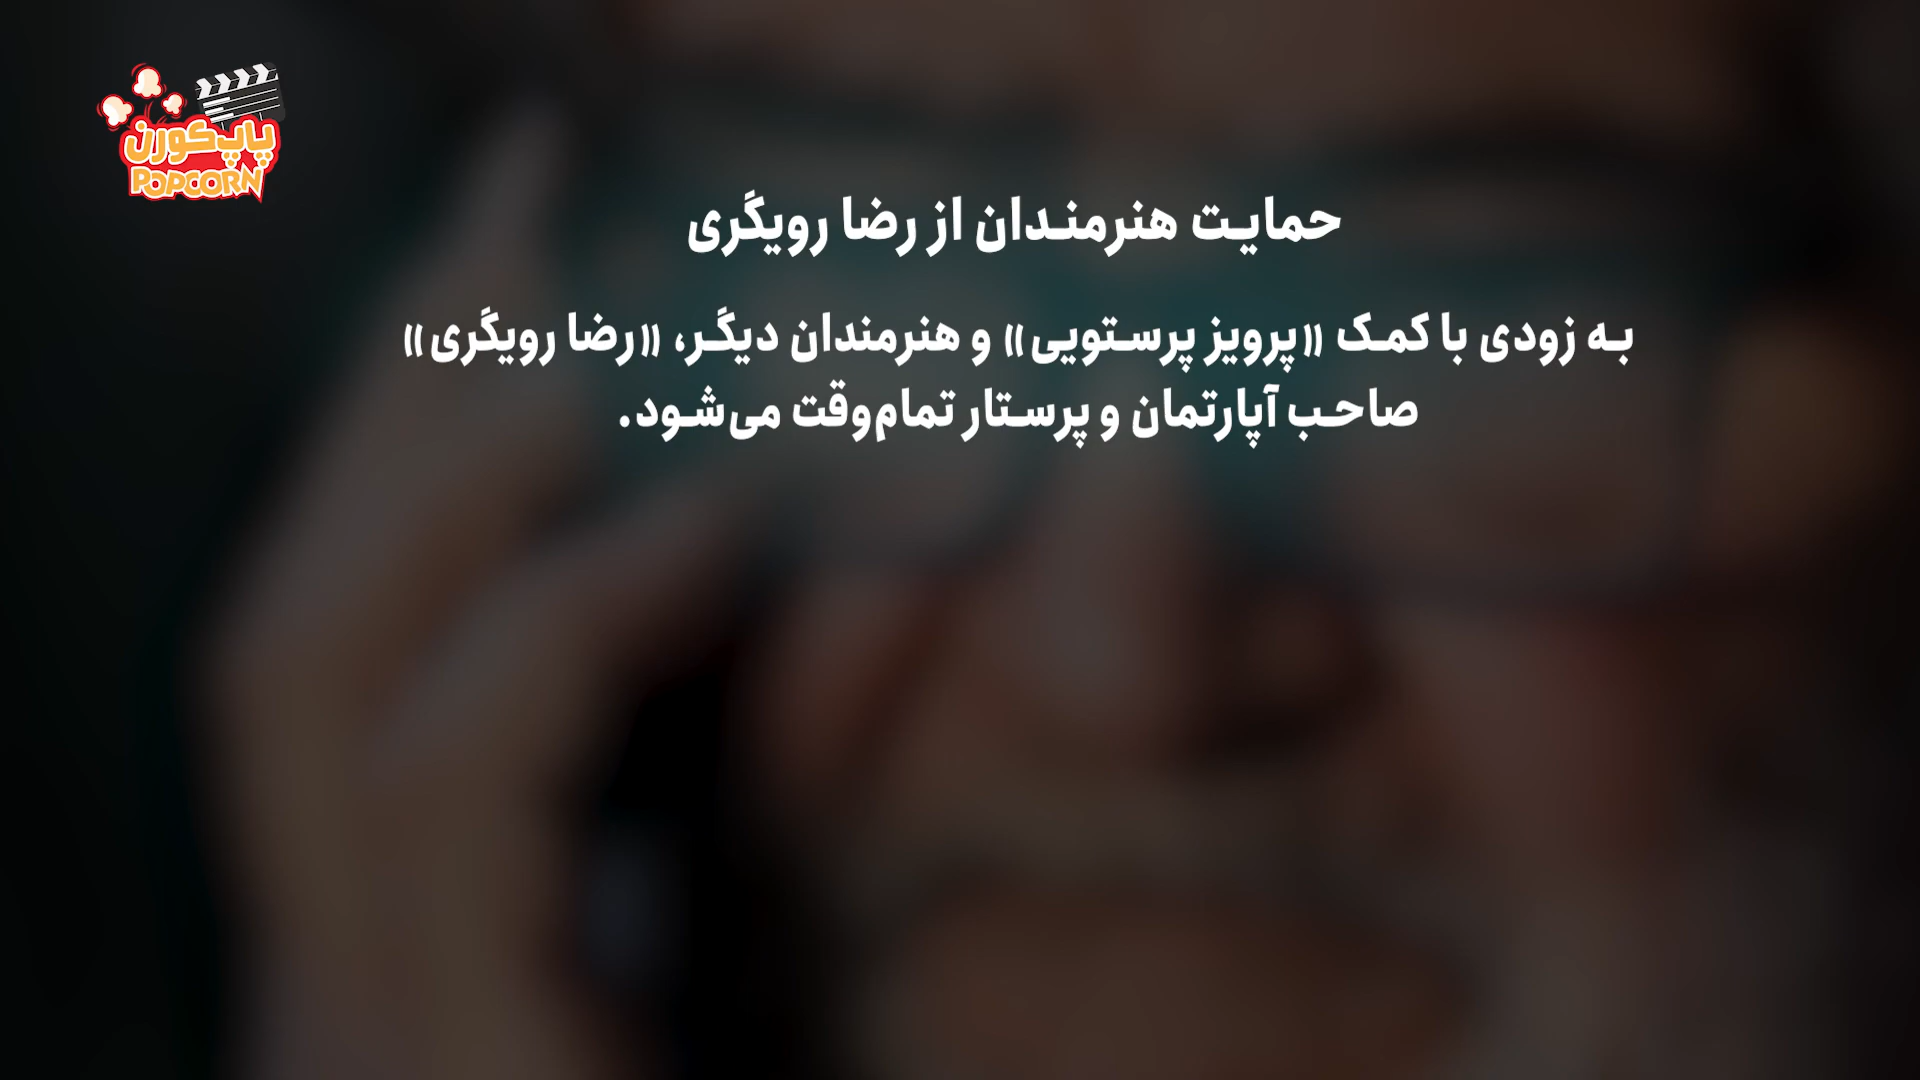 پاپ‌کورن
POPCORN
حمایت هنرمندان از رضا رویگری
به زودی با کمک «پرویز پرستویی» و هنرمندان دیگر، «رضا رویگری»
صاحب آپارتمان و پرستار تمام‌وقت می‌شود.